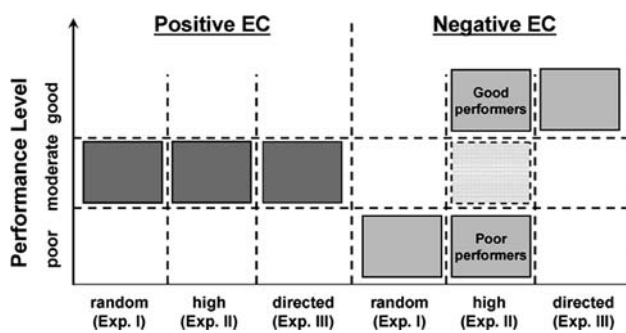 Positive EC
Negative EC
Performance Level
good
moderate
poor
Good
performers
Poor
performers
random
(Exp. I)
high
(Exp. II)
directed
(Exp. III)
random
(Exp. I)
high
(Exp. II)
directed
(Exp. III)